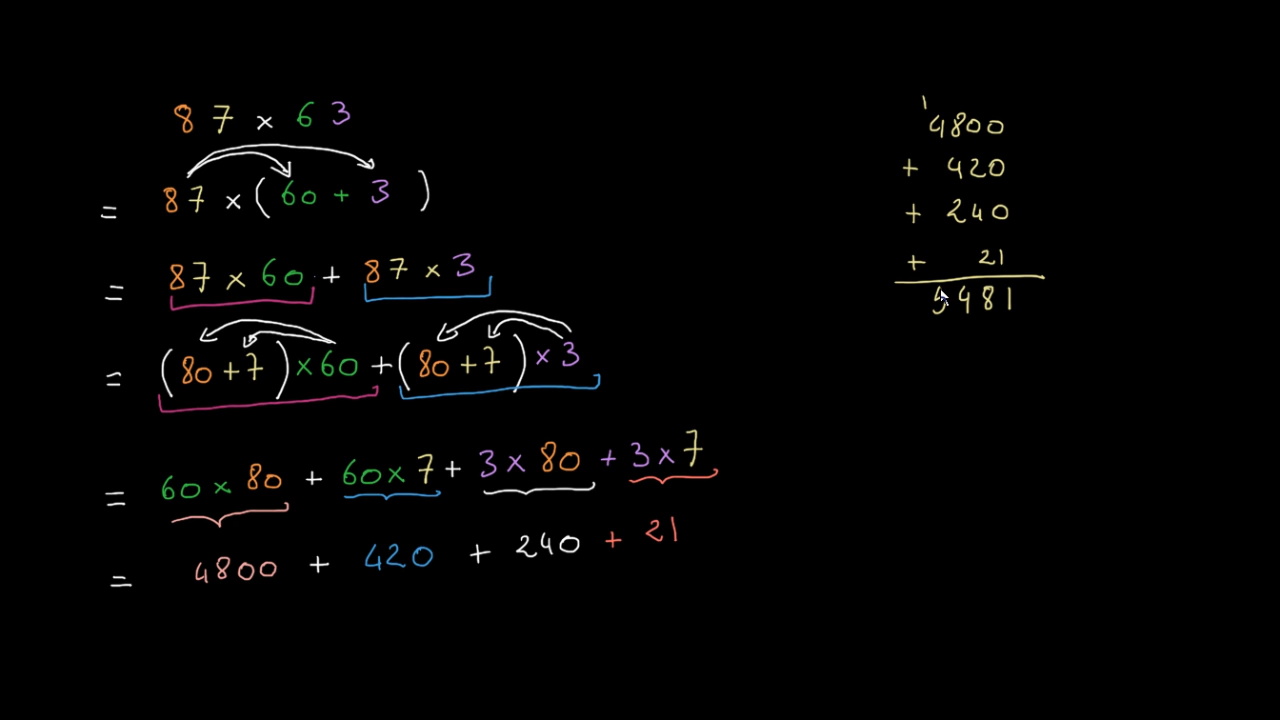 87 × 63
= 87 × (60 + 3)
= 87 × 60 + 87 × 3
= (80 + 7) × 60 + (80 + 7) × 3
= 60 × 80 + 60 × 7 + 3 × 80 + 3 × 7
= 4800 + 420 + 240 + 21
1
4800
+ 420
+ 240
+ 21
5481